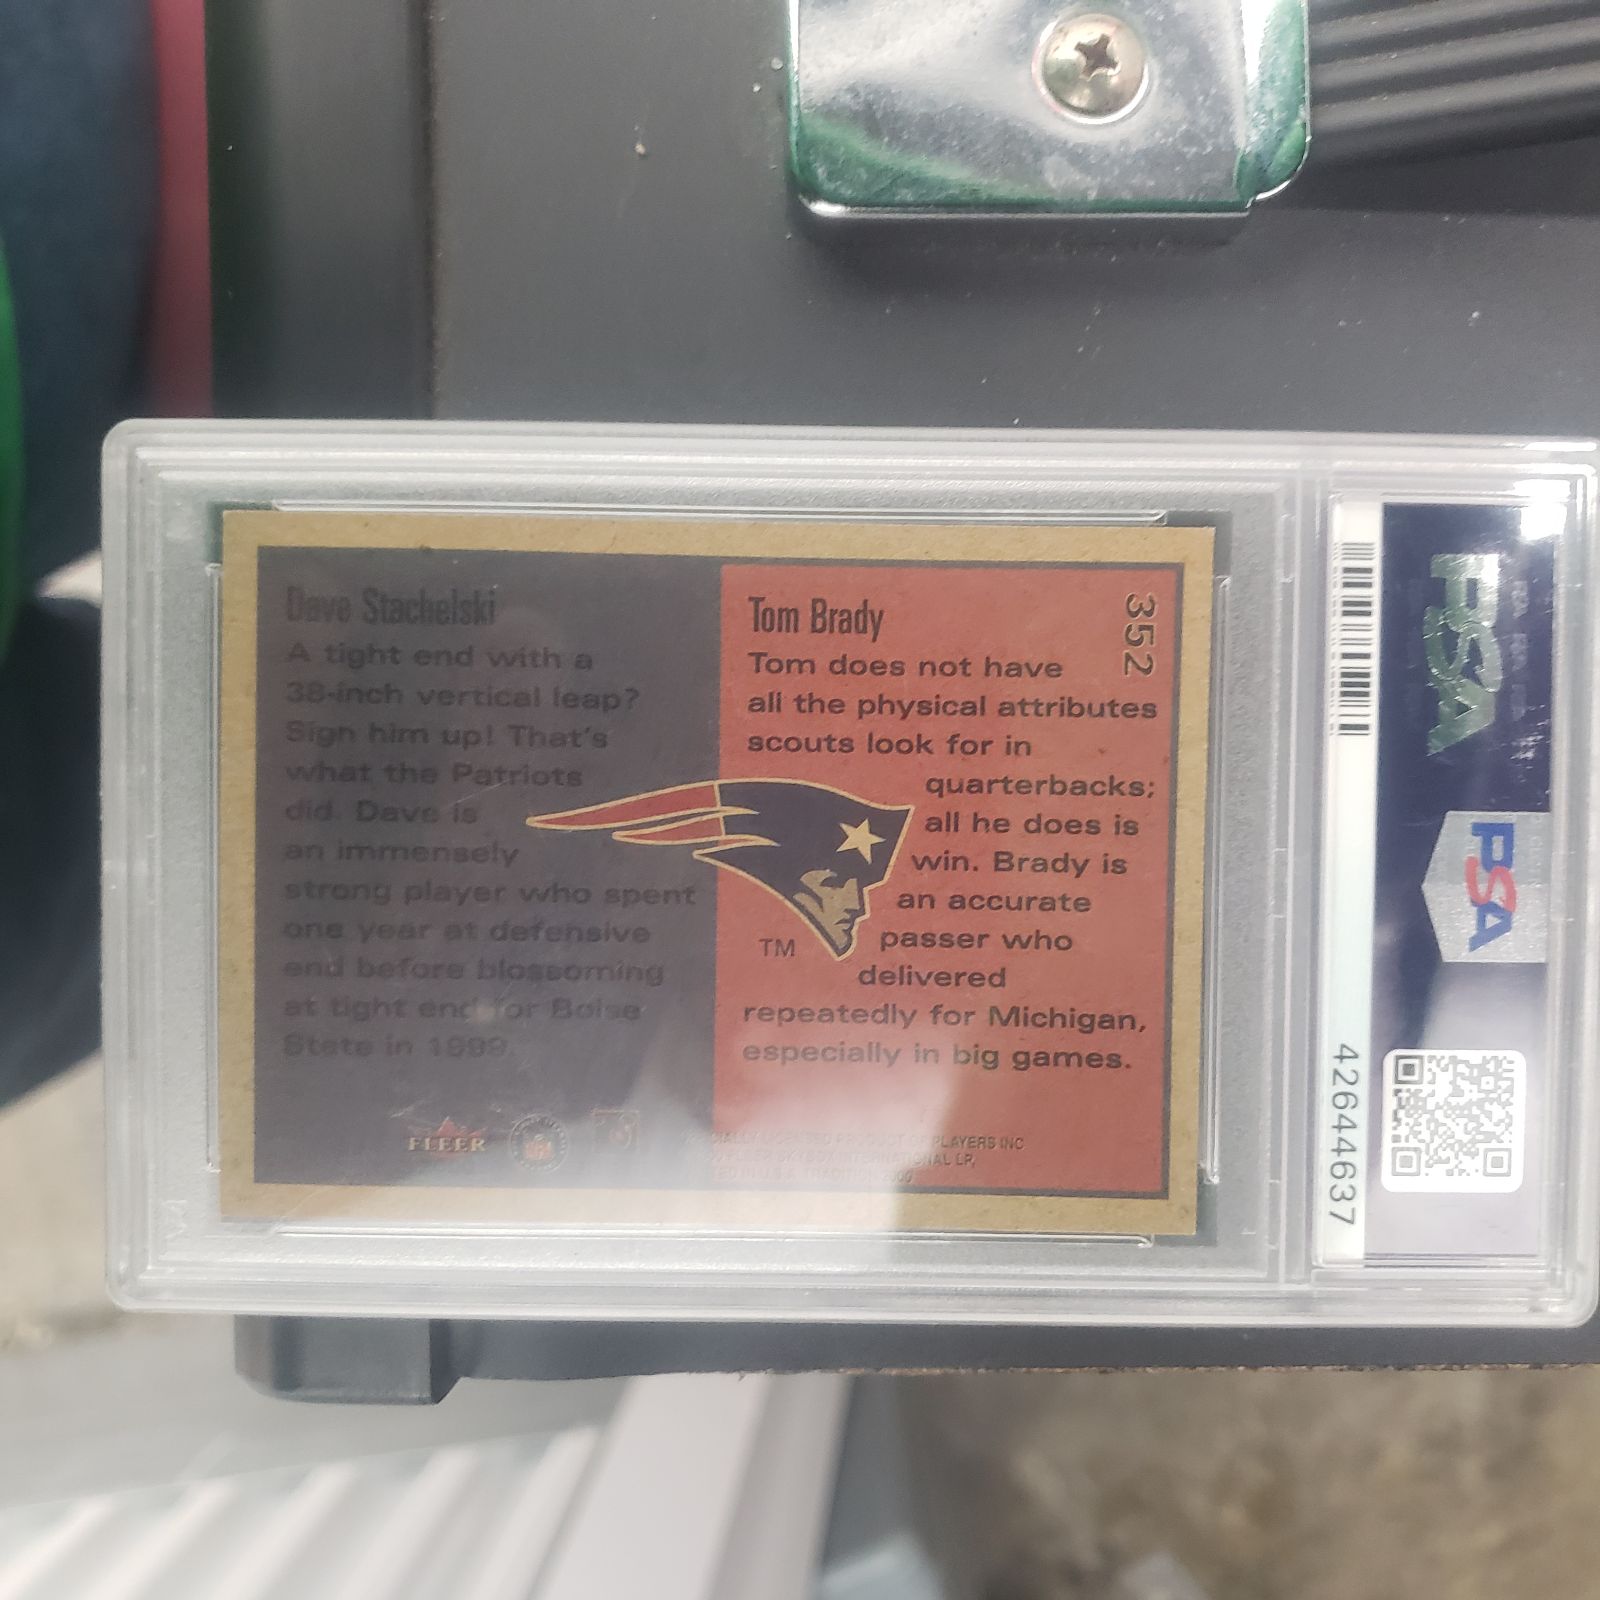 Dave Stachelski
A tight end with a
38-inch vertical leap?
Sign him up! That's
what the Patriots
did. Dave is
an immensely
strong player who spent
one year at defensive
end before blossoming
at tight end for Boise
State in 1999.
FLEER
352
Tom Brady
Tom does not have
all the physical attributes
scouts look for in
quarterbacks;
all he does is
win. Brady is
an accurate
passer who
delivered
repeatedly for Michigan,
especially in big games.
TM
PLAYERS INC
PSA
PSA
42644637